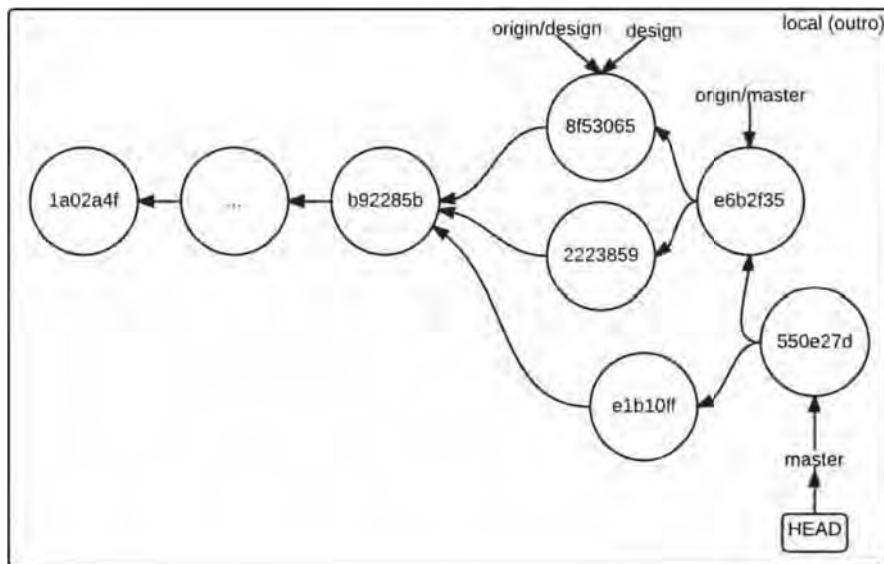 local (outro)
origin/design
design
8f53065
origin/master
1a02a4f
...
b92285b
e6b2f35
2223859
550e27d
e1b10ff
master
HEAD